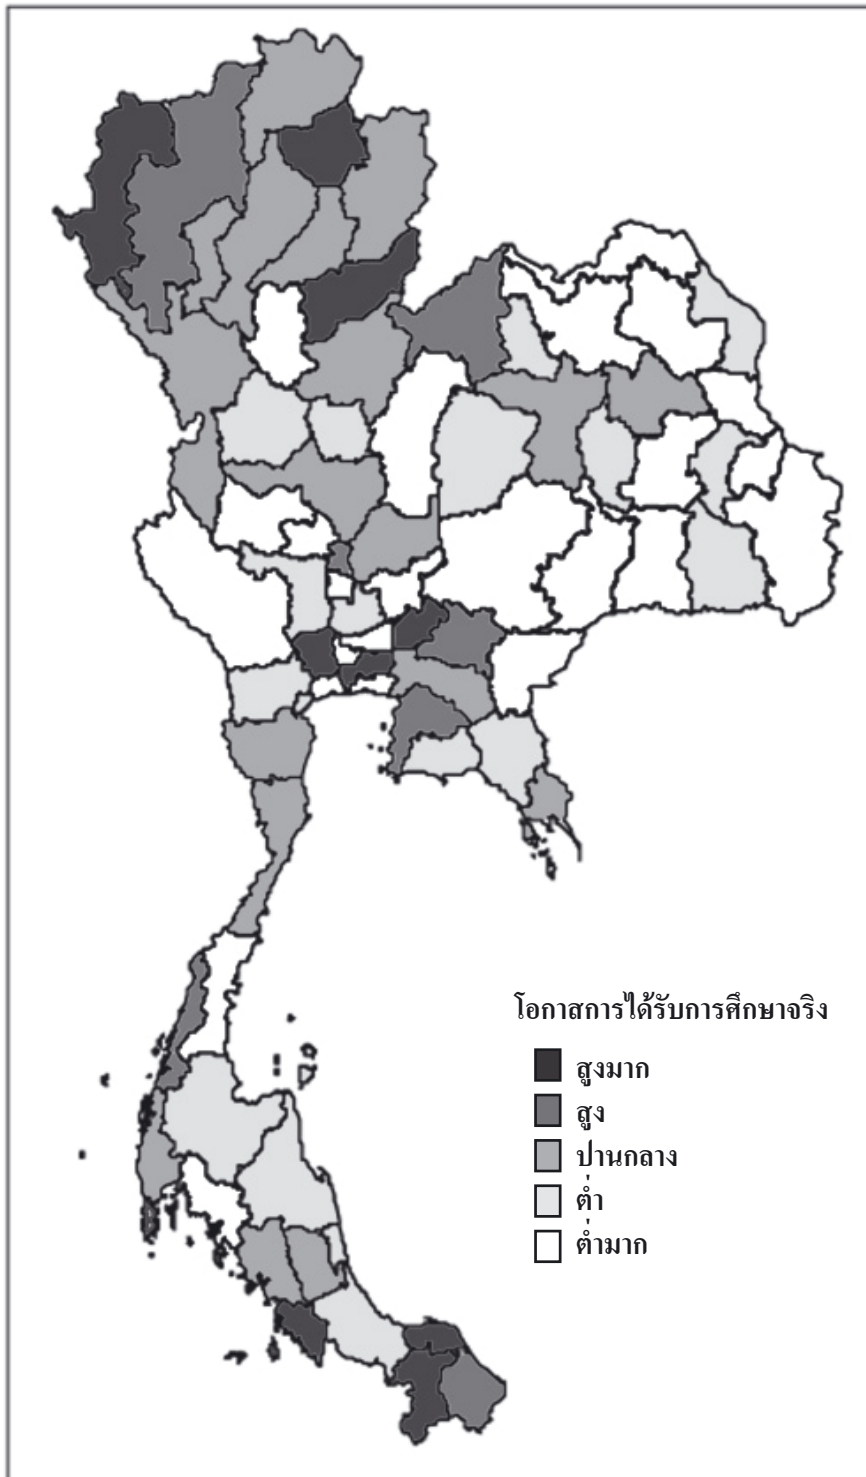 โอกาสการได้รับการศึกษาจริง
สูงมาก
สูง
ปานกลาง
ต่ำ
ต่ำมาก